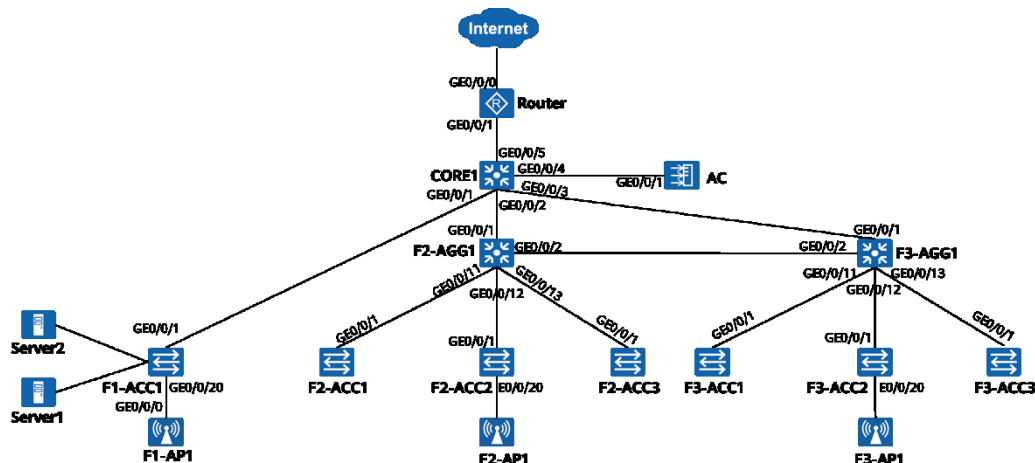 Internet
GE0/0/0
Router
GE0/0/1
GE0/0/5
CORE1
GE0/0/4
GE0/0/1
AC
GE0/0/1
GE0/0/3
GE0/0/2
GE0/0/1
GE0/0/1
F2-AGG1
GE0/0/2
GE0/0/2
F3-AGG1
GE0/0/11
GE0/0/12
GE0/0/13
GE0/0/11
GE0/0/12
GE0/0/13
GE0/0/1
GE0/0/1
GE0/0/1
GE0/0/1
GE0/0/1
GE0/0/1
GE0/0/1
Server2
F1-ACC1
GE0/0/20
F2-ACC1
F2-ACC2
E0/0/20
F2-ACC3
F3-ACC1
F3-ACC2
E0/0/20
F3-ACC3
Server1
GE0/0/0
F1-AP1
F2-AP1
F3-AP1